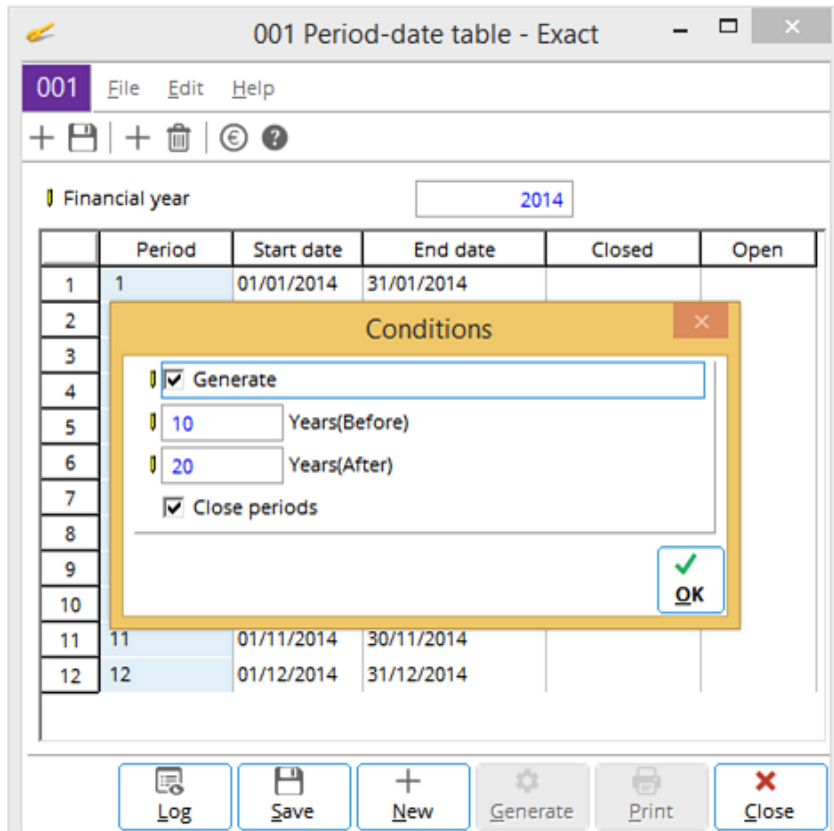 001 Period-date table - Exact
001 File Edit Help
Financial year 2014
Period Start date End date Closed Open
1 1 01/01/2014 31/01/2014
2
Conditions
3
Generate
4
5 10 Years(Before)
6 20 Years(After)
7 Close periods
8
9
OK
10
11 11 01/11/2014 30/11/2014
12 12 01/12/2014 31/12/2014
Log Save New Generate Print Close